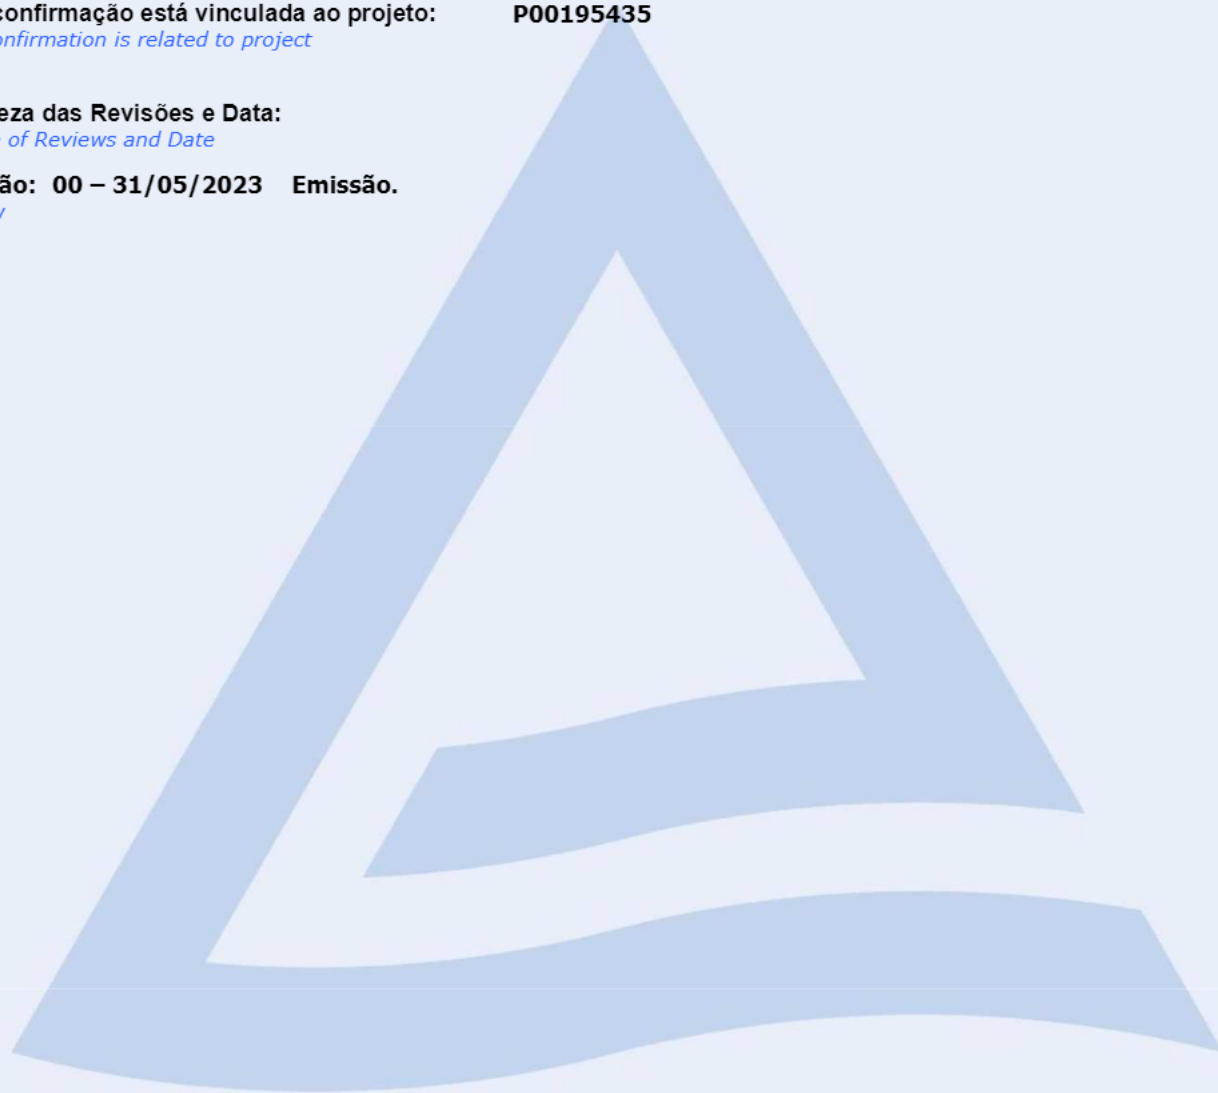 confirmação está vinculada ao projeto: P00195435
onfirmation is related to project
eza das Revisões e Data:
of Reviews and Date
ão: 00 – 31/05/2023 Emissão.